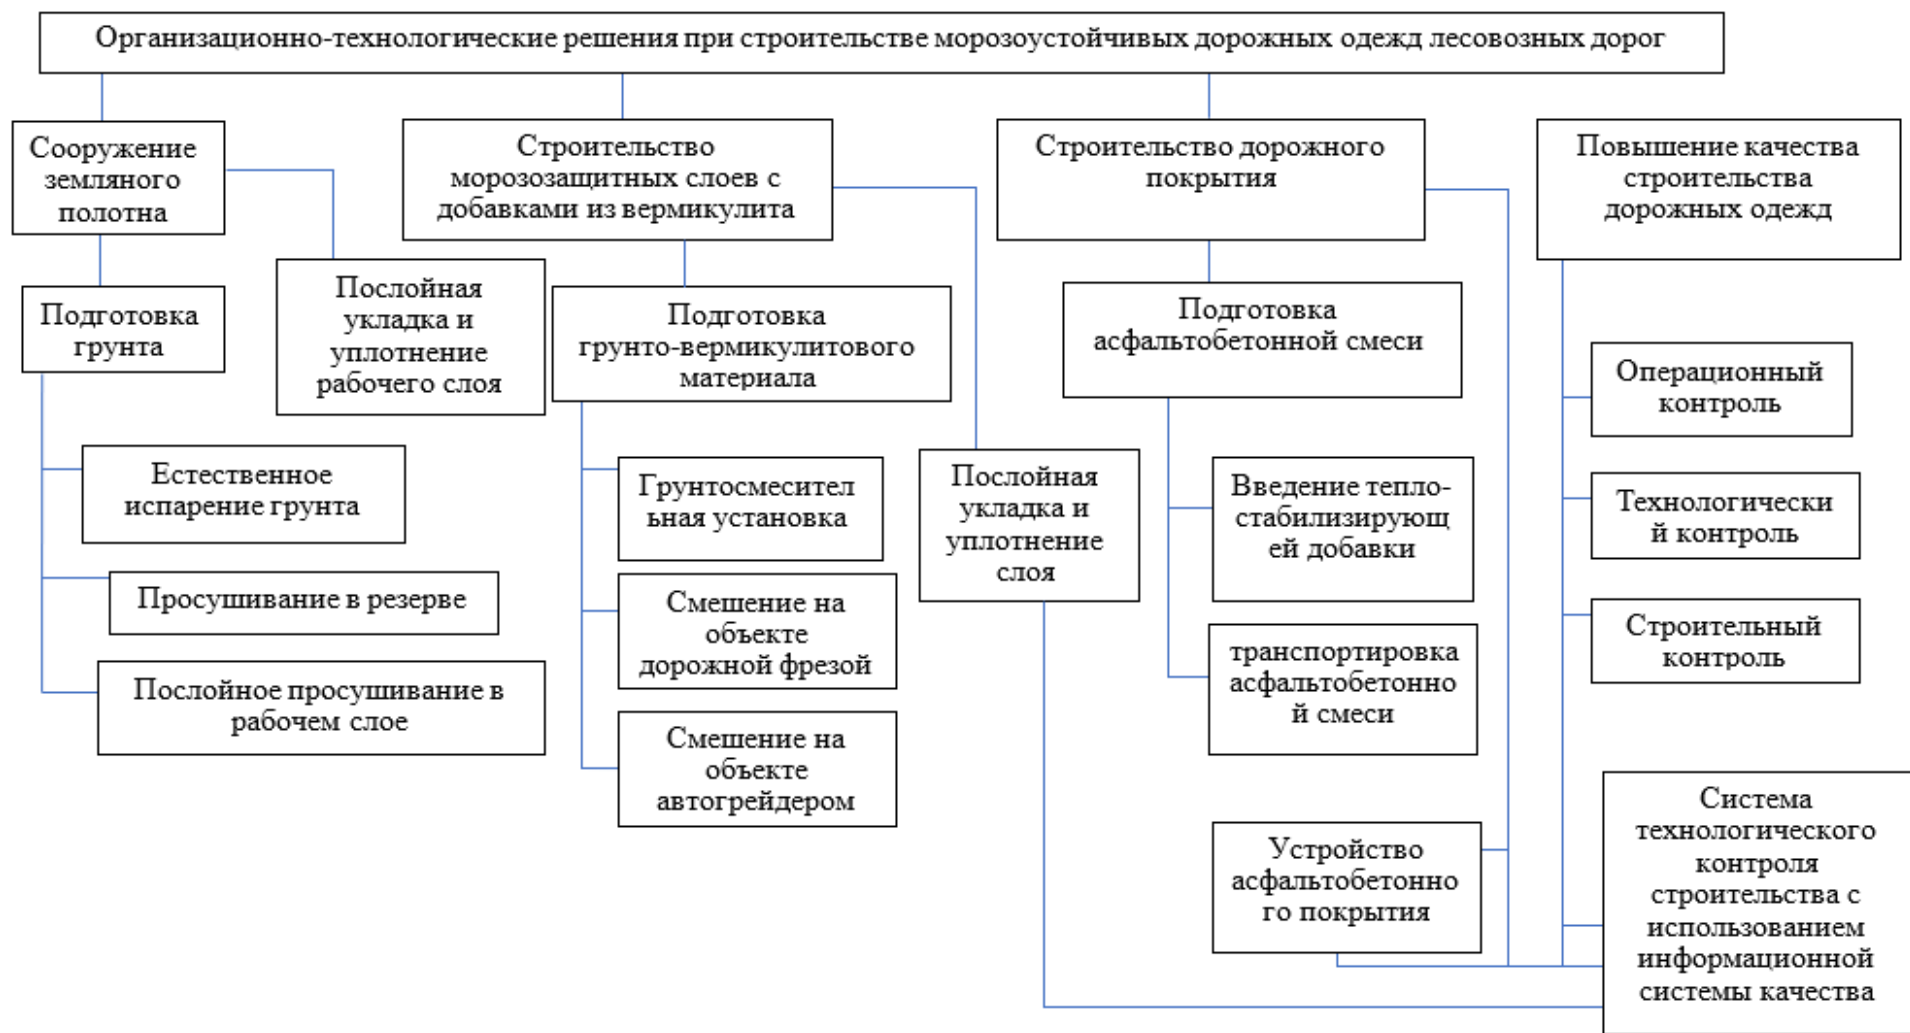 Организационно-технологические решения при строительстве морозоустойчивых дорожных одежд лесовозных дорог
Сооружение
земляного
полотна
Строительство
морозозащитных слоев с
добавками из вермикулита
Строительство дорожного
покрытия
Повышение качества
строительства
дорожных одежд
Подготовка
грунта
Послойная
укладка и
уплотнение
рабочего слоя
Подготовка
грунто-вермикулитового
материала
Подготовка
асфальтобетонной смеси
Операционный
контроль
Естественное
испарение грунта
Грунтосмесител
ьная установка
Послойная
укладка и
уплотнение
слоя
Введение тепло-
стабилизирующ
ей добавки
Технологически
й контроль
Просушивание в резерве
Смешение на
объекте
дорожной фрезой
транспортировка
асфальтобетонно
й смеси
Строительный
контроль
Послойное просушивание в
рабочем слое
Смешение на
объекте
автогрейдером
Устройство
асфальтобетонно
го покрытия
Система
технологического
контроля
строительства с
использованием
информационной
системы качества